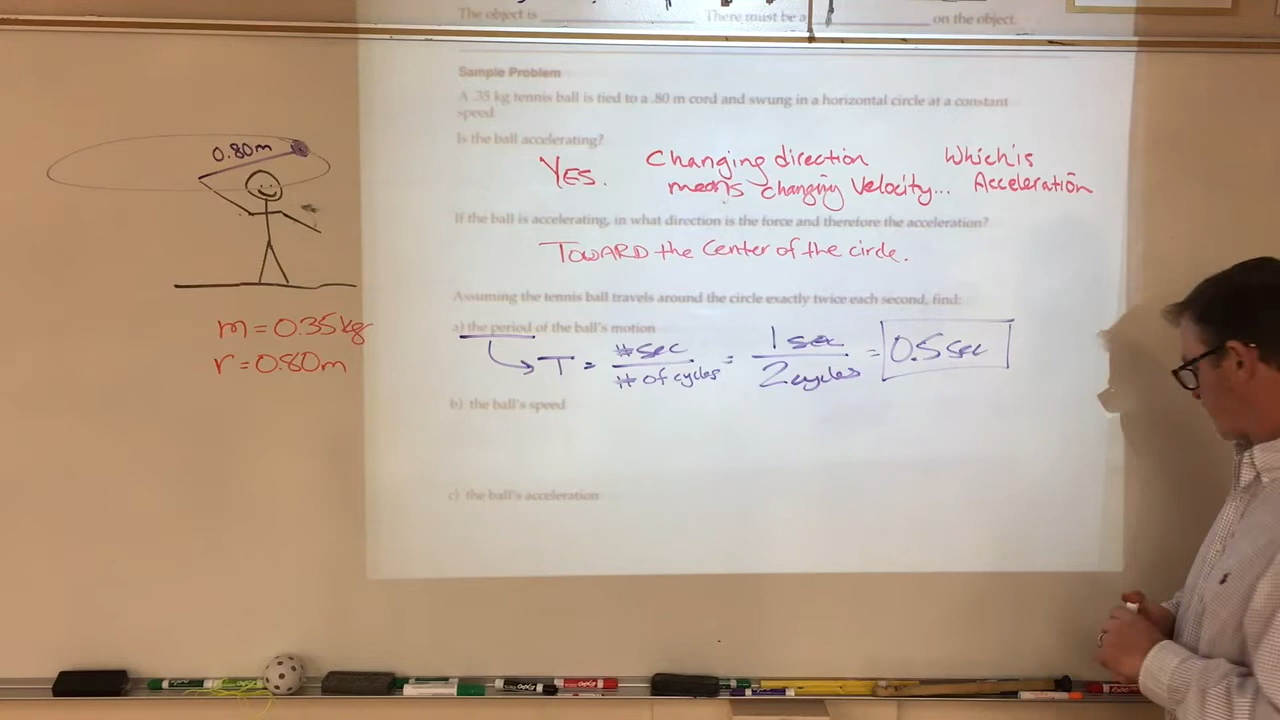 The object is ____________ There must be a ____________ on the object.
Sample Problem
A .35 kg tennis ball is tied to a .80 m cord and swung in a horizontal circle at a constant
speed.
Is the ball accelerating?
YES. Changing direction Which is
means changing velocity... Acceleration
If the ball is accelerating, in what direction is the force and therefore the acceleration?
TOWARD the center of the circle.
Assuming the tennis ball travels around the circle exactly twice each second, find:
a) the period of the ball's motion
T = #sec / # of cycles = 1 sec / 2 cycles = 0.5 sec
b) the ball's speed
c) the ball's acceleration
0.80m
m = 0.35kg
r = 0.80m